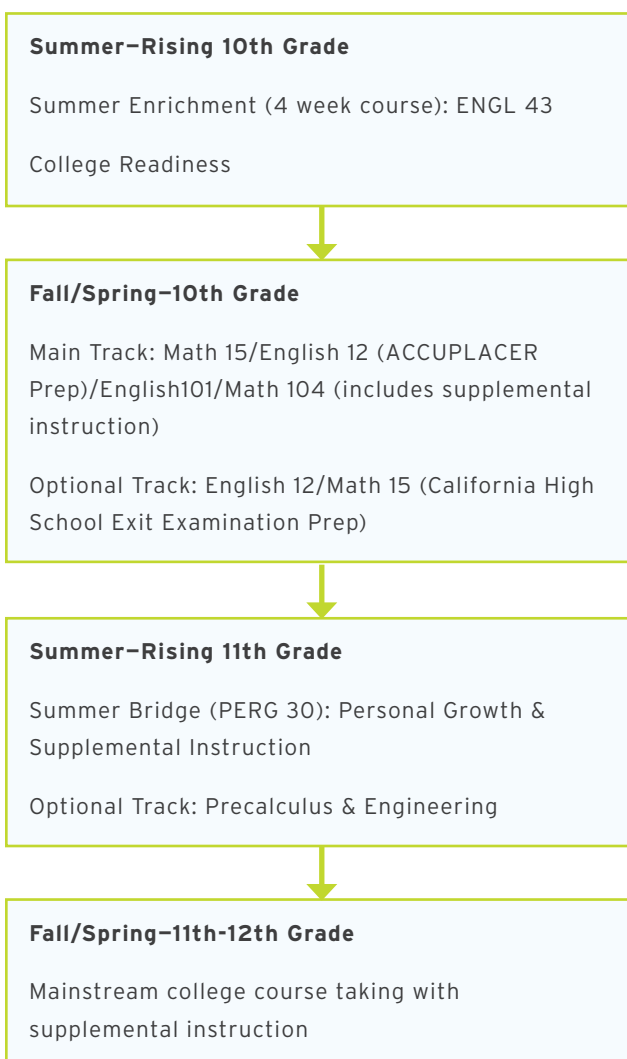 Summer–Rising 10th Grade
Summer Enrichment (4 week course): ENGL 43
College Readiness
Fall/Spring–10th Grade
Main Track: Math 15/English 12 (ACCUPLACER
Prep)/English101/Math 104 (includes supplemental
instruction)
Optional Track: English 12/Math 15 (California High
School Exit Examination Prep)
Summer–Rising 11th Grade
Summer Bridge (PERG 30): Personal Growth &
Supplemental Instruction
Optional Track: Precalculus & Engineering
Fall/Spring–11th-12th Grade
Mainstream college course taking with
supplemental instruction